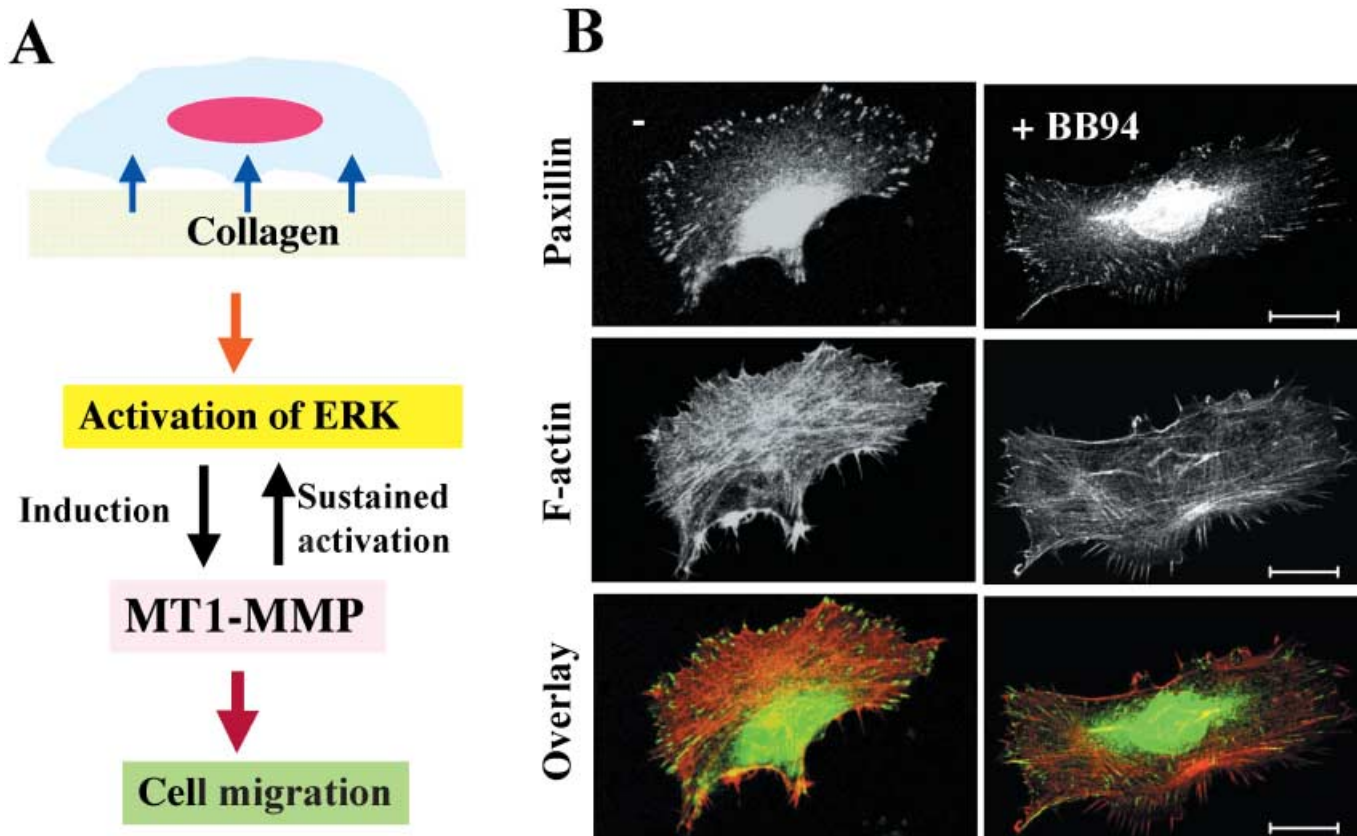 A
Collagen
Activation of ERK
Induction
Sustained
activation
MT1-MMP
Cell migration
B
-
+ BB94
Paxillin
F-actin
Overlay